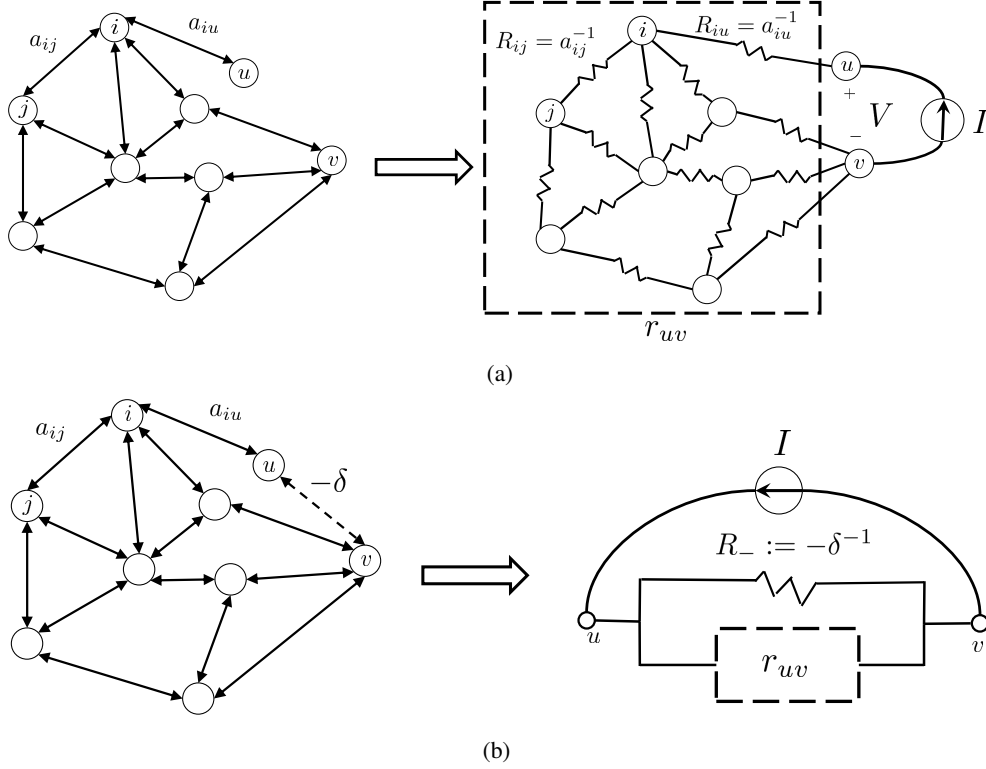 a_{ij}
i
a_{iu}
u
j
v
R_{ij} = a_{ij}^{-1}
i
R_{iu} = a_{iu}^{-1}
u
+
j
V
I
−
v
r_{uv}
(a)
a_{ij}
i
a_{iu}
u
−δ
j
v
I
R_− := −δ^{-1}
u
v
r_{uv}
(b)